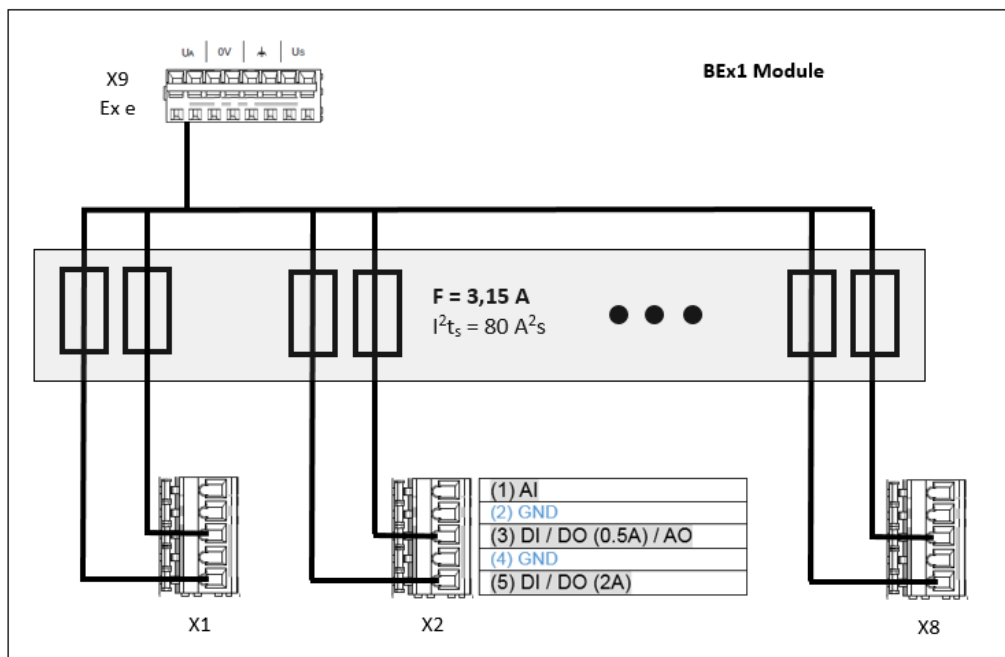 U_A | 0V | ⏚ | Us
X9
Ex e
BEx1 Module
F = 3,15 A
I²tₛ = 80 A²s
(1) AI
(2) GND
(3) DI / DO (0.5A) / AO
(4) GND
(5) DI / DO (2A)
X1
X2
X8